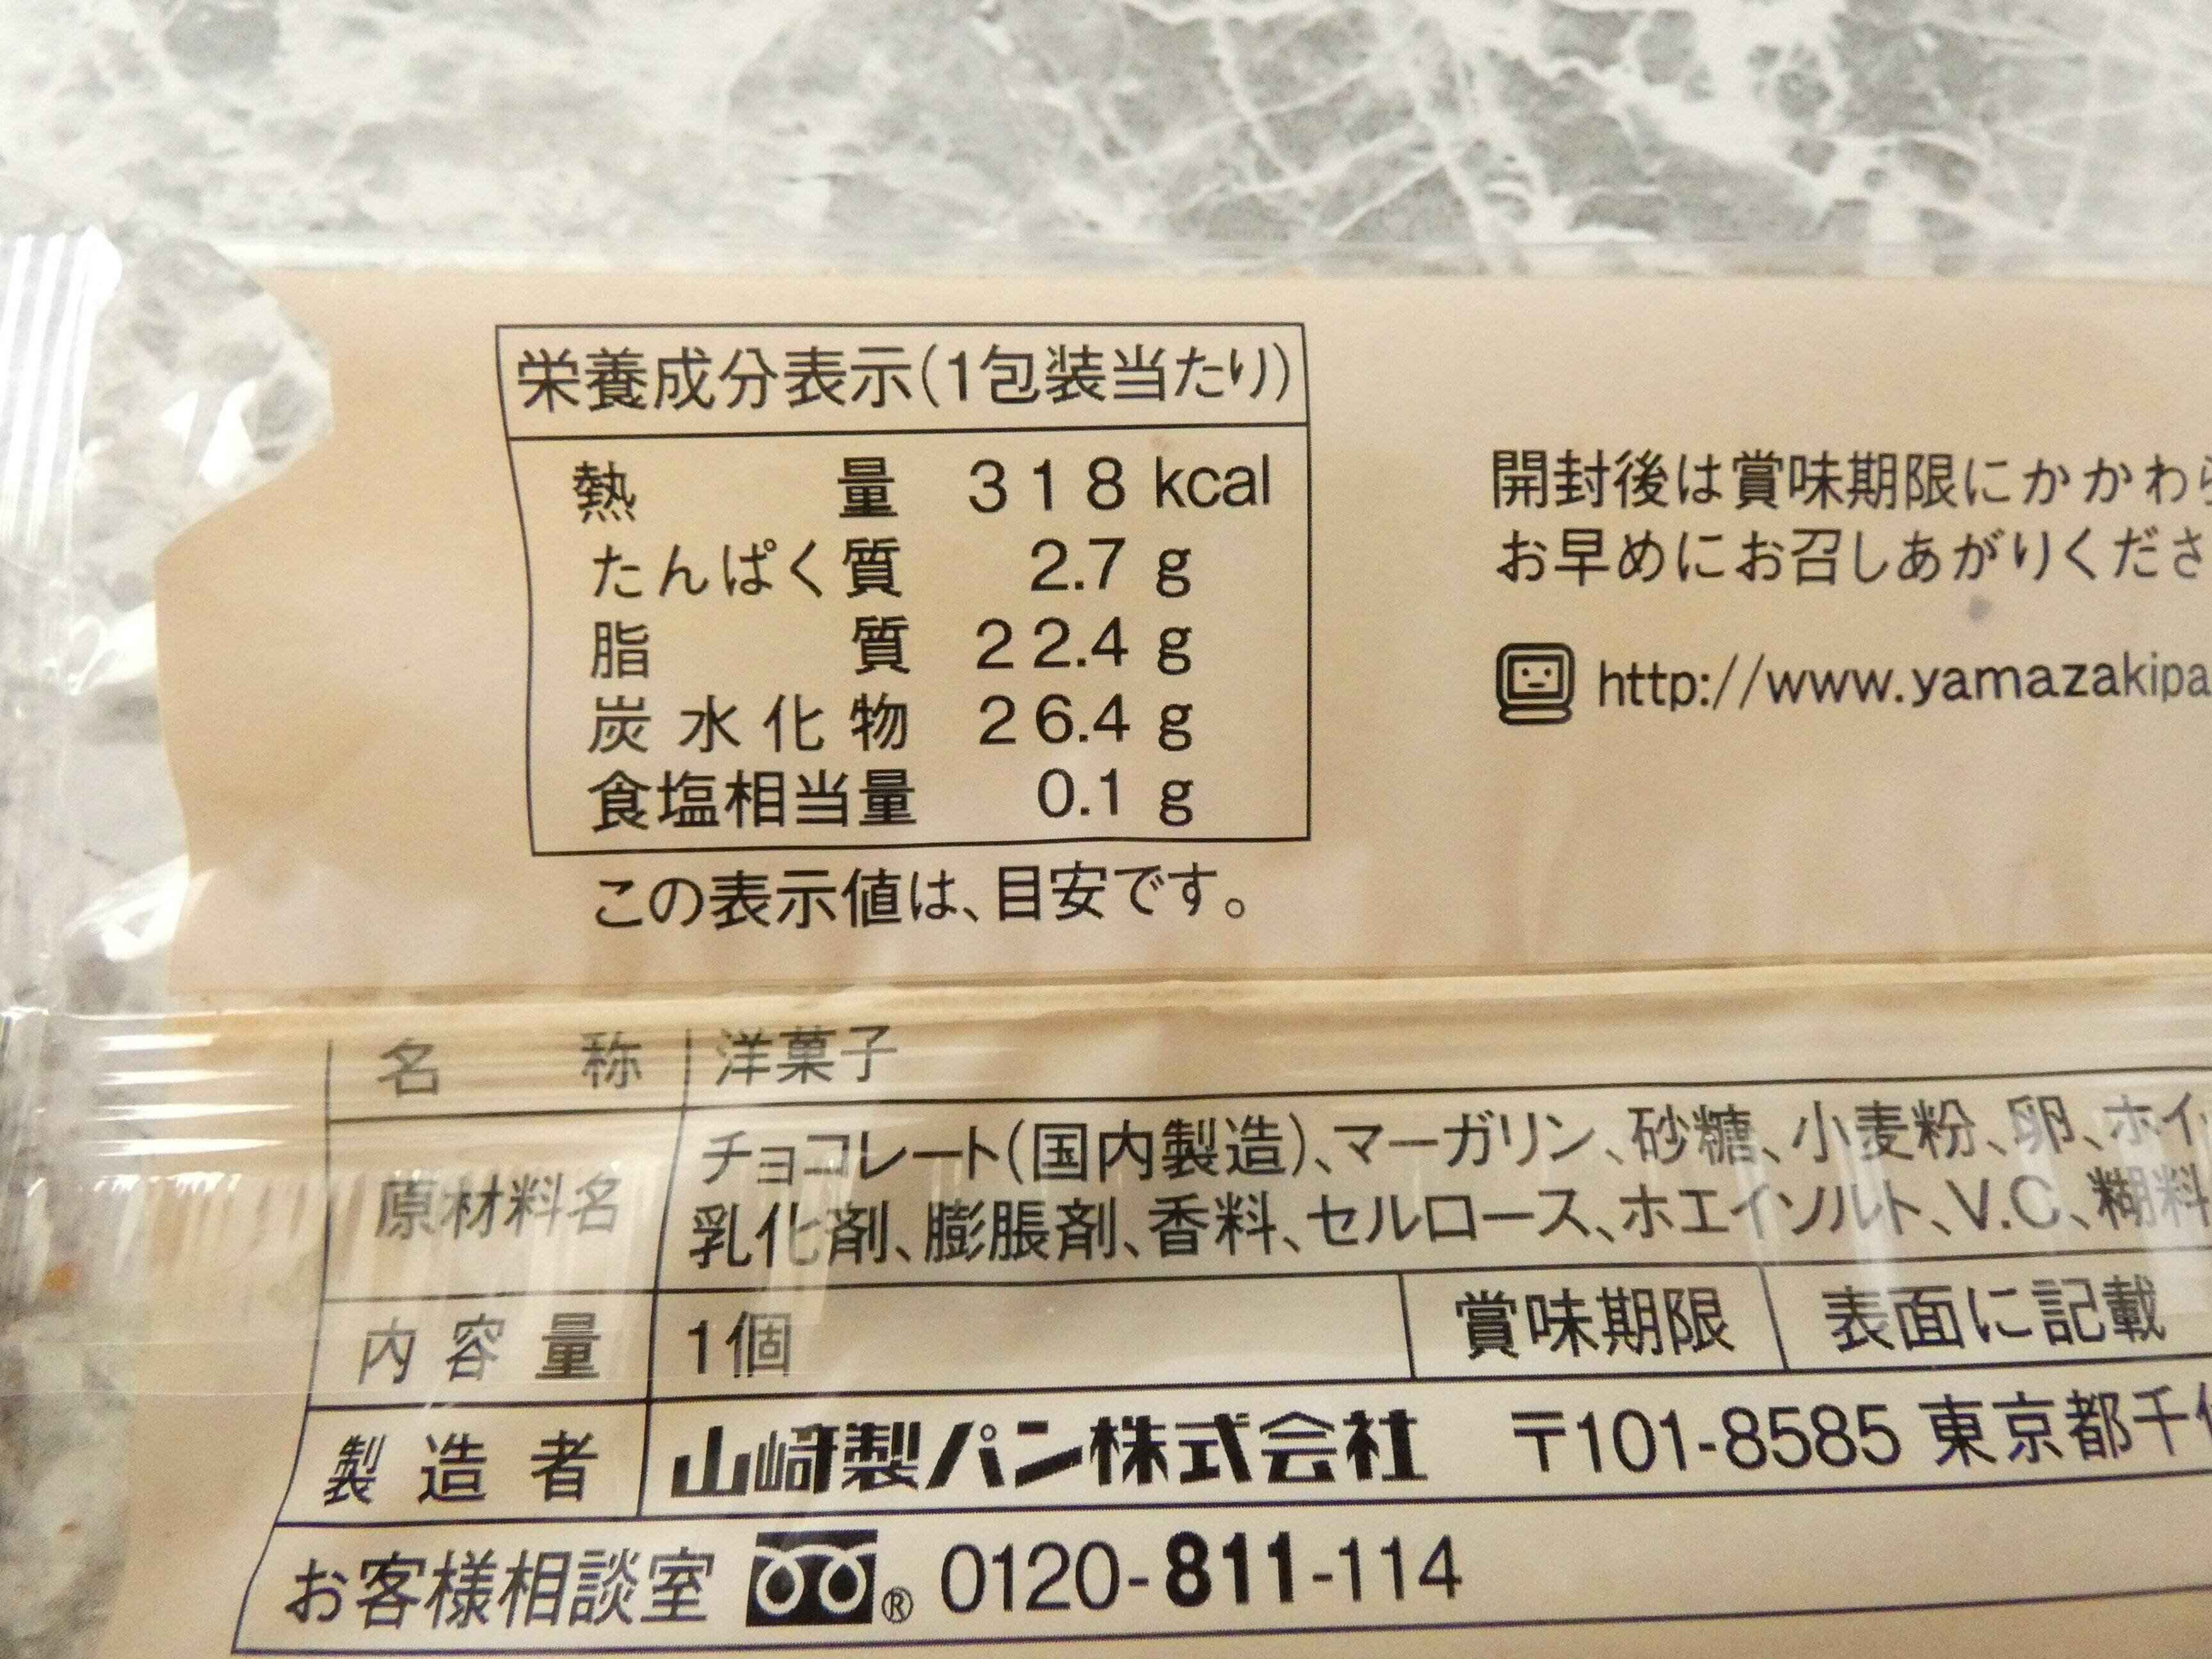 栄養成分表示(1包装当たり)
熱量 318 kcal
たんぱく質 2.7 g
脂質 22.4 g
炭水化物 26.4 g
食塩相当量 0.1 g
この表示値は、目安です。
開封後は賞味期限にかかわら
お早めにお召しあがりくださ
http://www.yamazakipa
名称 洋菓子
原材料名 チョコレート(国内製造)、マーガリン、砂糖、小麦粉、卵、ホイ
乳化剤、膨脹剤、香料、セルロース、ホエイソルト、V.C、糊料
内容量 1個 賞味期限 表面に記載
製造者 山崎製パン株式会社 〒101-8585 東京都千代
お客様相談室 ® 0120-811-114